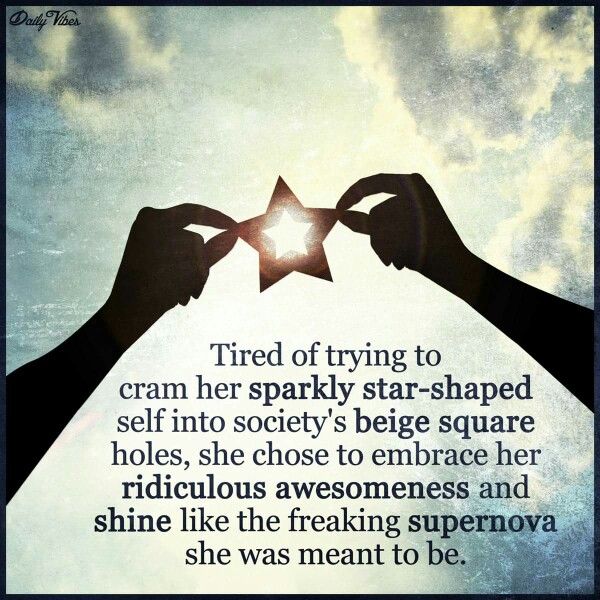 Daily Vibes
Tired of trying to
cram her sparkly star-shaped
self into society's beige square
holes, she chose to embrace her
ridiculous awesomeness and
shine like the freaking supernova
she was meant to be.